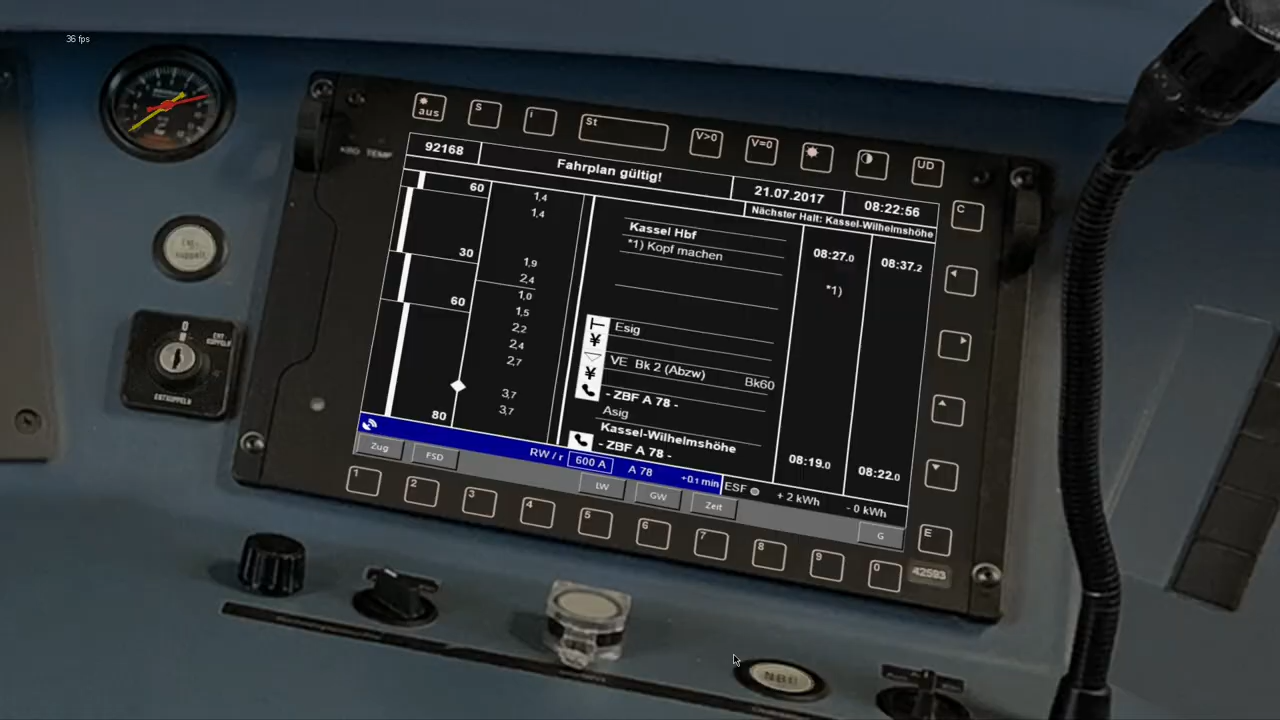 36 fps
KBD TEMP
aus
S
I
St
V>0
V=0
UD
C
92168
Fahrplan gültig!
21.07.2017
08:22:56
Nächster Halt: Kassel-Wilhelmshöhe
60
1,4
1,4
Kassel Hbf
08:27.0
08:37.2
*1) Kopf machen
*1)
30
1,9
2,4
60
1,0
1,5
Esig
2,2
2,4
VE Bk 2 (Abzw)
Bk60
2,7
- ZBF A 78 -
3,7
Asig
3,7
80
Kassel-Wilhelmshöhe
08:19.0
08:22.0
- ZBF A 78 -
RW / r
600 A
A 78
+0.1 min
ESF
+ 2 kWh
- 0 kWh
Zug
FSD
LW
GW
Zeit
G
1
2
3
4
5
6
7
8
9
0
E
42593
0
ENTKUPPELN
NBÜ